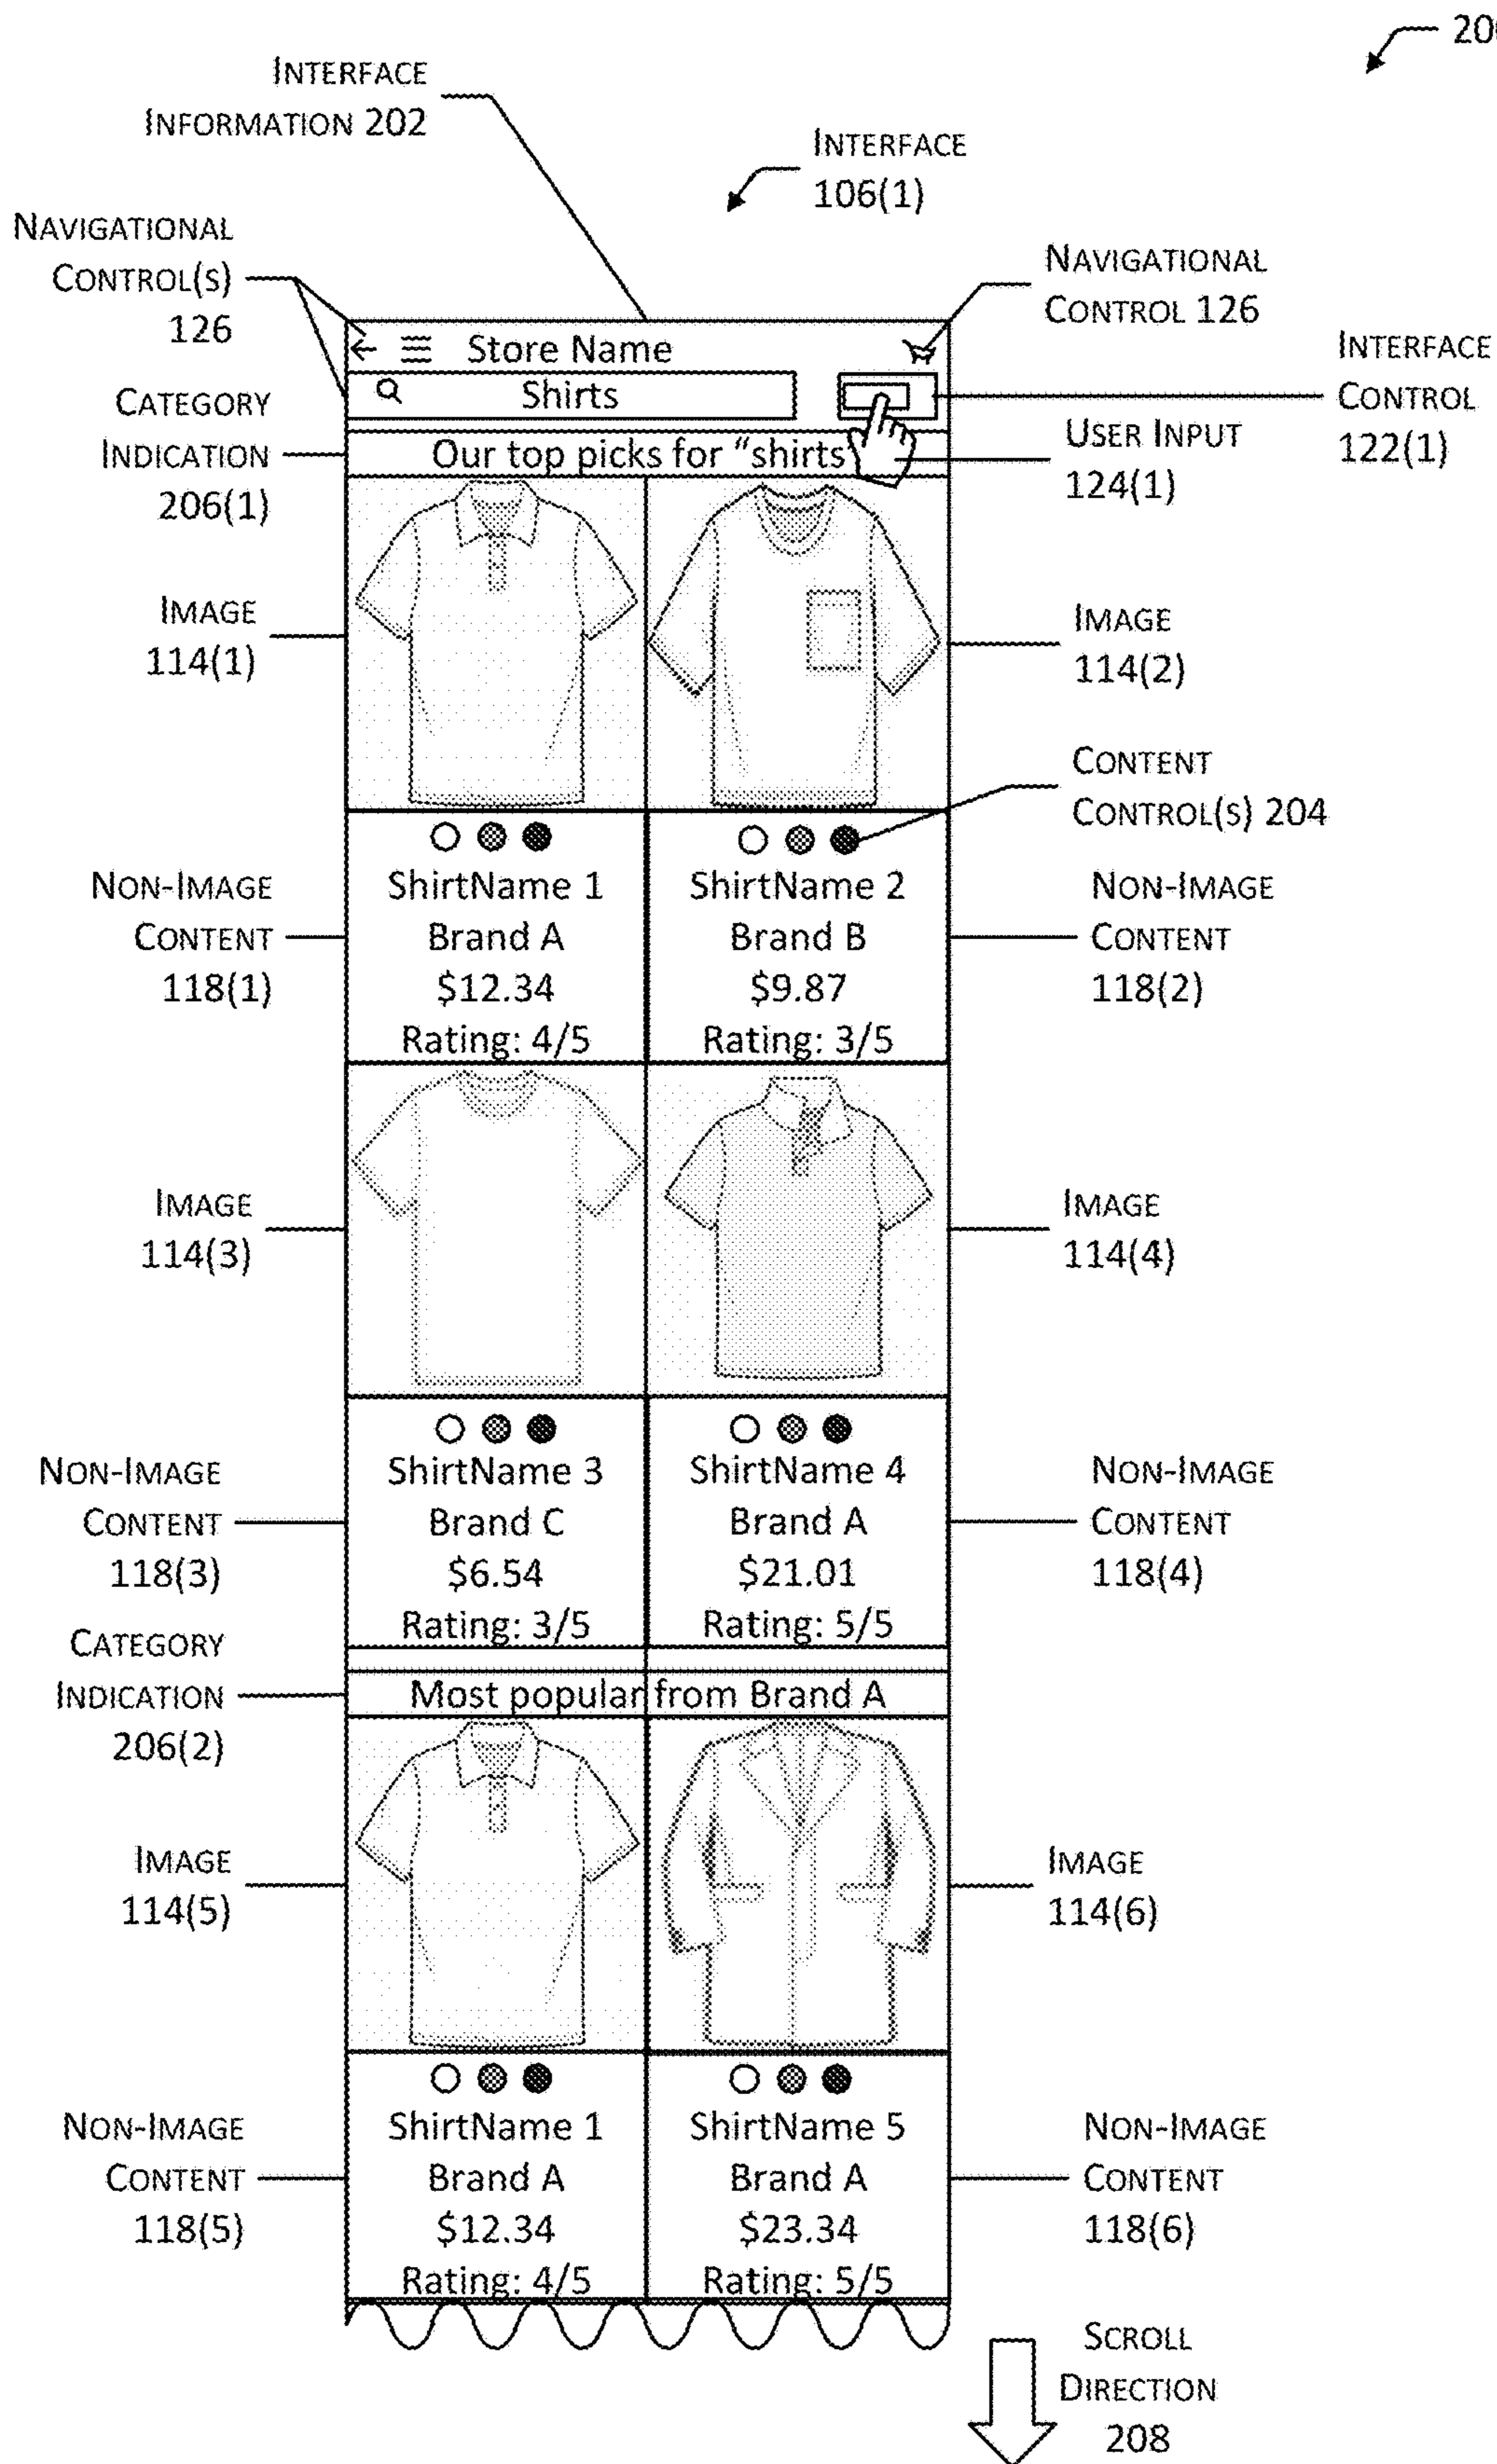 INTERFACE
INFORMATION 202
INTERFACE
106(1)
NAVIGATIONAL
CONTROL(S)
126
NAVIGATIONAL
CONTROL 126
INTERFACE
CONTROL
122(1)
Store Name
Shirts
CATEGORY
INDICATION
206(1)
USER INPUT
124(1)
Our top picks for “shirts
IMAGE
114(1)
IMAGE
114(2)
CONTENT
CONTROL(S) 204
NON-IMAGE
CONTENT
118(1)
ShirtName 1
Brand A
$12.34
Rating: 4/5
ShirtName 2
Brand B
$9.87
Rating: 3/5
NON-IMAGE
CONTENT
118(2)
IMAGE
114(3)
IMAGE
114(4)
NON-IMAGE
CONTENT
118(3)
ShirtName 3
Brand C
$6.54
Rating: 3/5
ShirtName 4
Brand A
$21.01
Rating: 5/5
NON-IMAGE
CONTENT
118(4)
CATEGORY
INDICATION
206(2)
Most popular from Brand A
IMAGE
114(5)
IMAGE
114(6)
NON-IMAGE
CONTENT
118(5)
ShirtName 1
Brand A
$12.34
Rating: 4/5
ShirtName 5
Brand A
$23.34
Rating: 5/5
NON-IMAGE
CONTENT
118(6)
SCROLL
DIRECTION
208